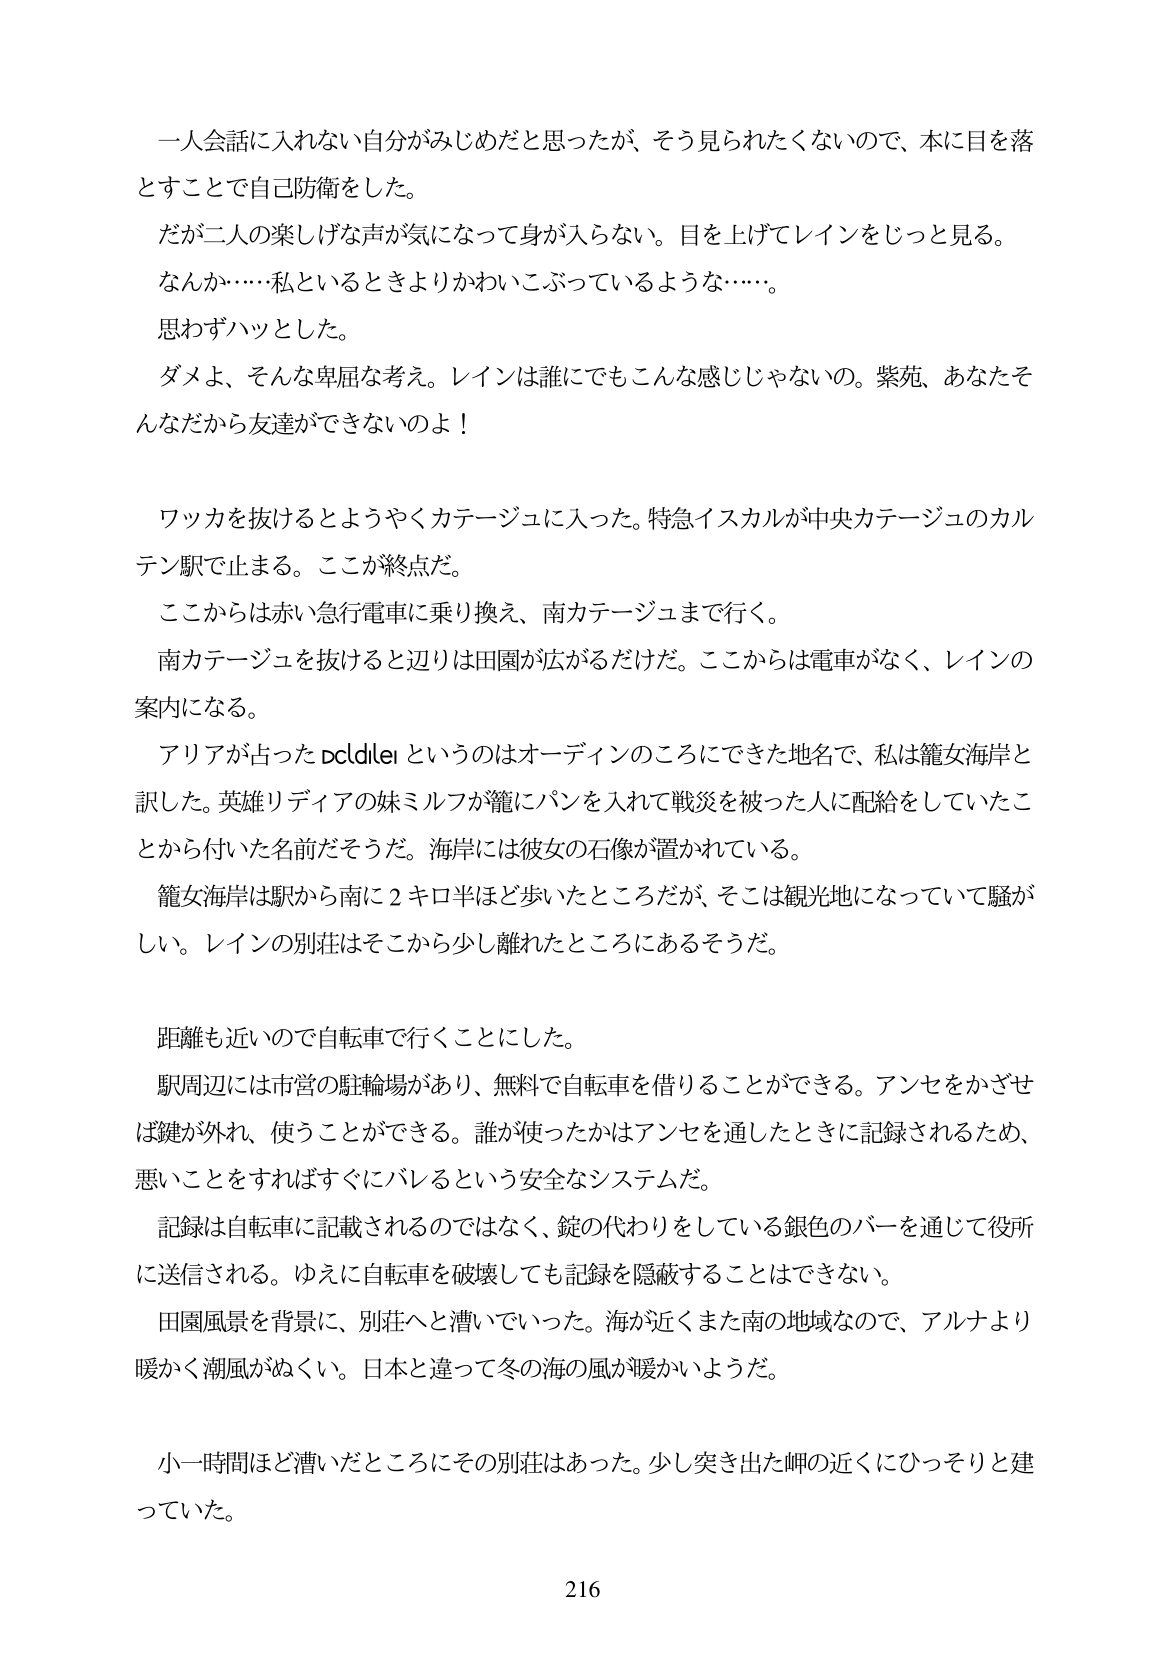 一人会話に入れない自分がみじめだと思ったが、そう見られたくないので、本に目を落
とすことで自己防衛をした。
だが二人の楽しげな声が気になって身が入らない。目を上げてレインをじっと見る。
なんか……私といるときよりかわいこぶっているような……。
思わずハッとした。
ダメよ、そんな卑屈な考え。レインは誰にでもこんな感じじゃないの。紫苑、あなたそ
んなだから友達ができないのよ！
ワッカを抜けるとようやくカテージュに入った。特急イスカルが中央カテージュのカル
テン駅で止まる。ここが終点だ。
ここからは赤い急行電車に乗り換え、南カテージュまで行く。
南カテージュを抜けると辺りは田園が広がるだけだ。ここからは電車がなく、レインの
案内になる。
アリアが占った というのはオーディンのころにできた地名で、私は籠女海岸と
訳した。英雄リディアの妹ミルフが籠にパンを入れて戦災を被った人に配給をしていたこ
とから付いた名前だそうだ。海岸には彼女の石像が置かれている。
籠女海岸は駅から南に 2 キロ半ほど歩いたところだが、そこは観光地になっていて騒が
しい。レインの別荘はそこから少し離れたところにあるそうだ。
距離も近いので自転車で行くことにした。
駅周辺には市営の駐輪場があり、無料で自転車を借りることができる。アンセをかざせ
ば鍵が外れ、使うことができる。誰が使ったかはアンセを通したときに記録されるため、
悪いことをすればすぐにバレるという安全なシステムだ。
記録は自転車に記載されるのではなく、錠の代わりをしている銀色のバーを通じて役所
に送信される。ゆえに自転車を破壊しても記録を隠蔽することはできない。
田園風景を背景に、別荘へと漕いでいった。海が近くまた南の地域なので、アルナより
暖かく潮風がぬくい。日本と違って冬の海の風が暖かいようだ。
小一時間ほど漕いだところにその別荘はあった。少し突き出た岬の近くにひっそりと建
っていた。
216